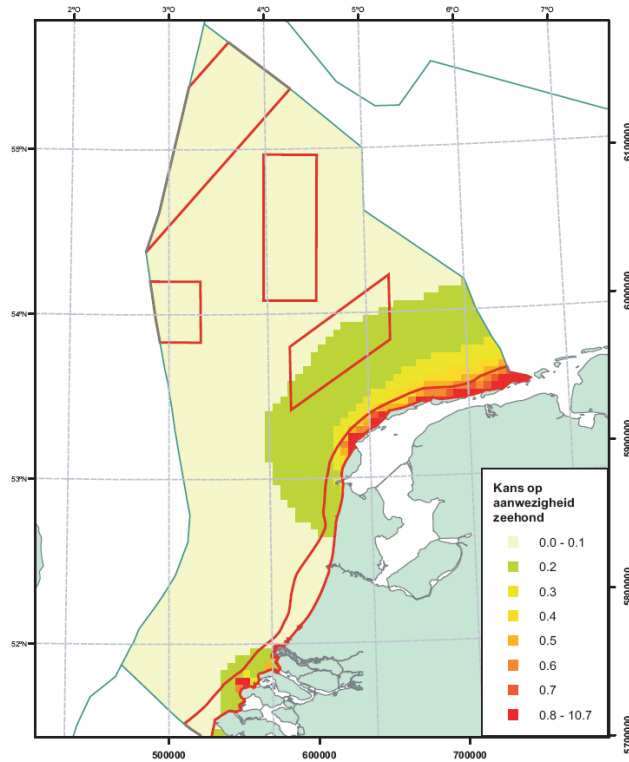 2°O 3°O 4°O 5°O 6°O 7°O
55°N
54°N
53°N
52°N
6100000
6000000
5900000
5800000
5700000
500000 600000 700000
Kans op
aanwezigheid
zeehond
0.0 - 0.1
0.2
0.3
0.4
0.5
0.6
0.7
0.8 - 10.7